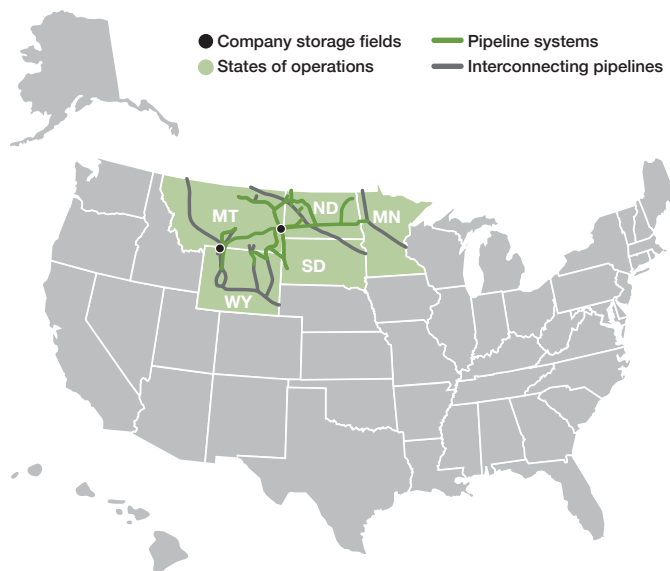 Company storage fields
Pipeline systems
States of operations
Interconnecting pipelines
MT
ND
MN
SD
WY